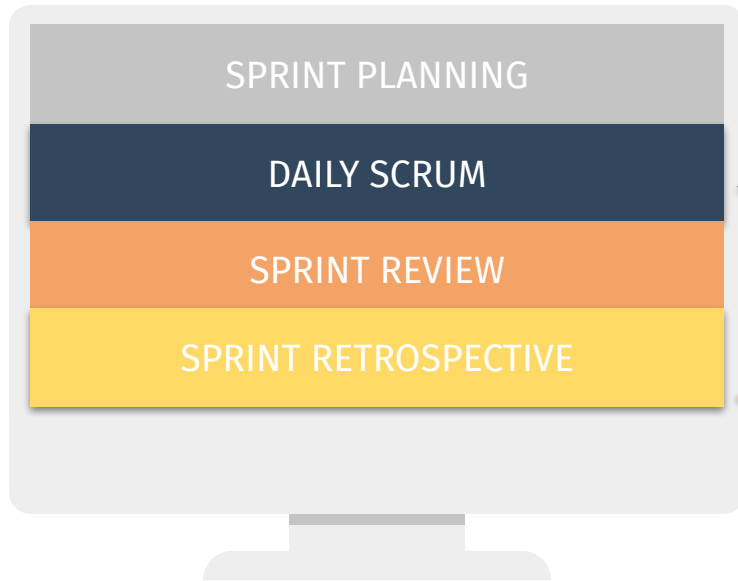 SPRINT PLANNING
DAILY SCRUM
SPRINT REVIEW
SPRINT RETROSPECTIVE